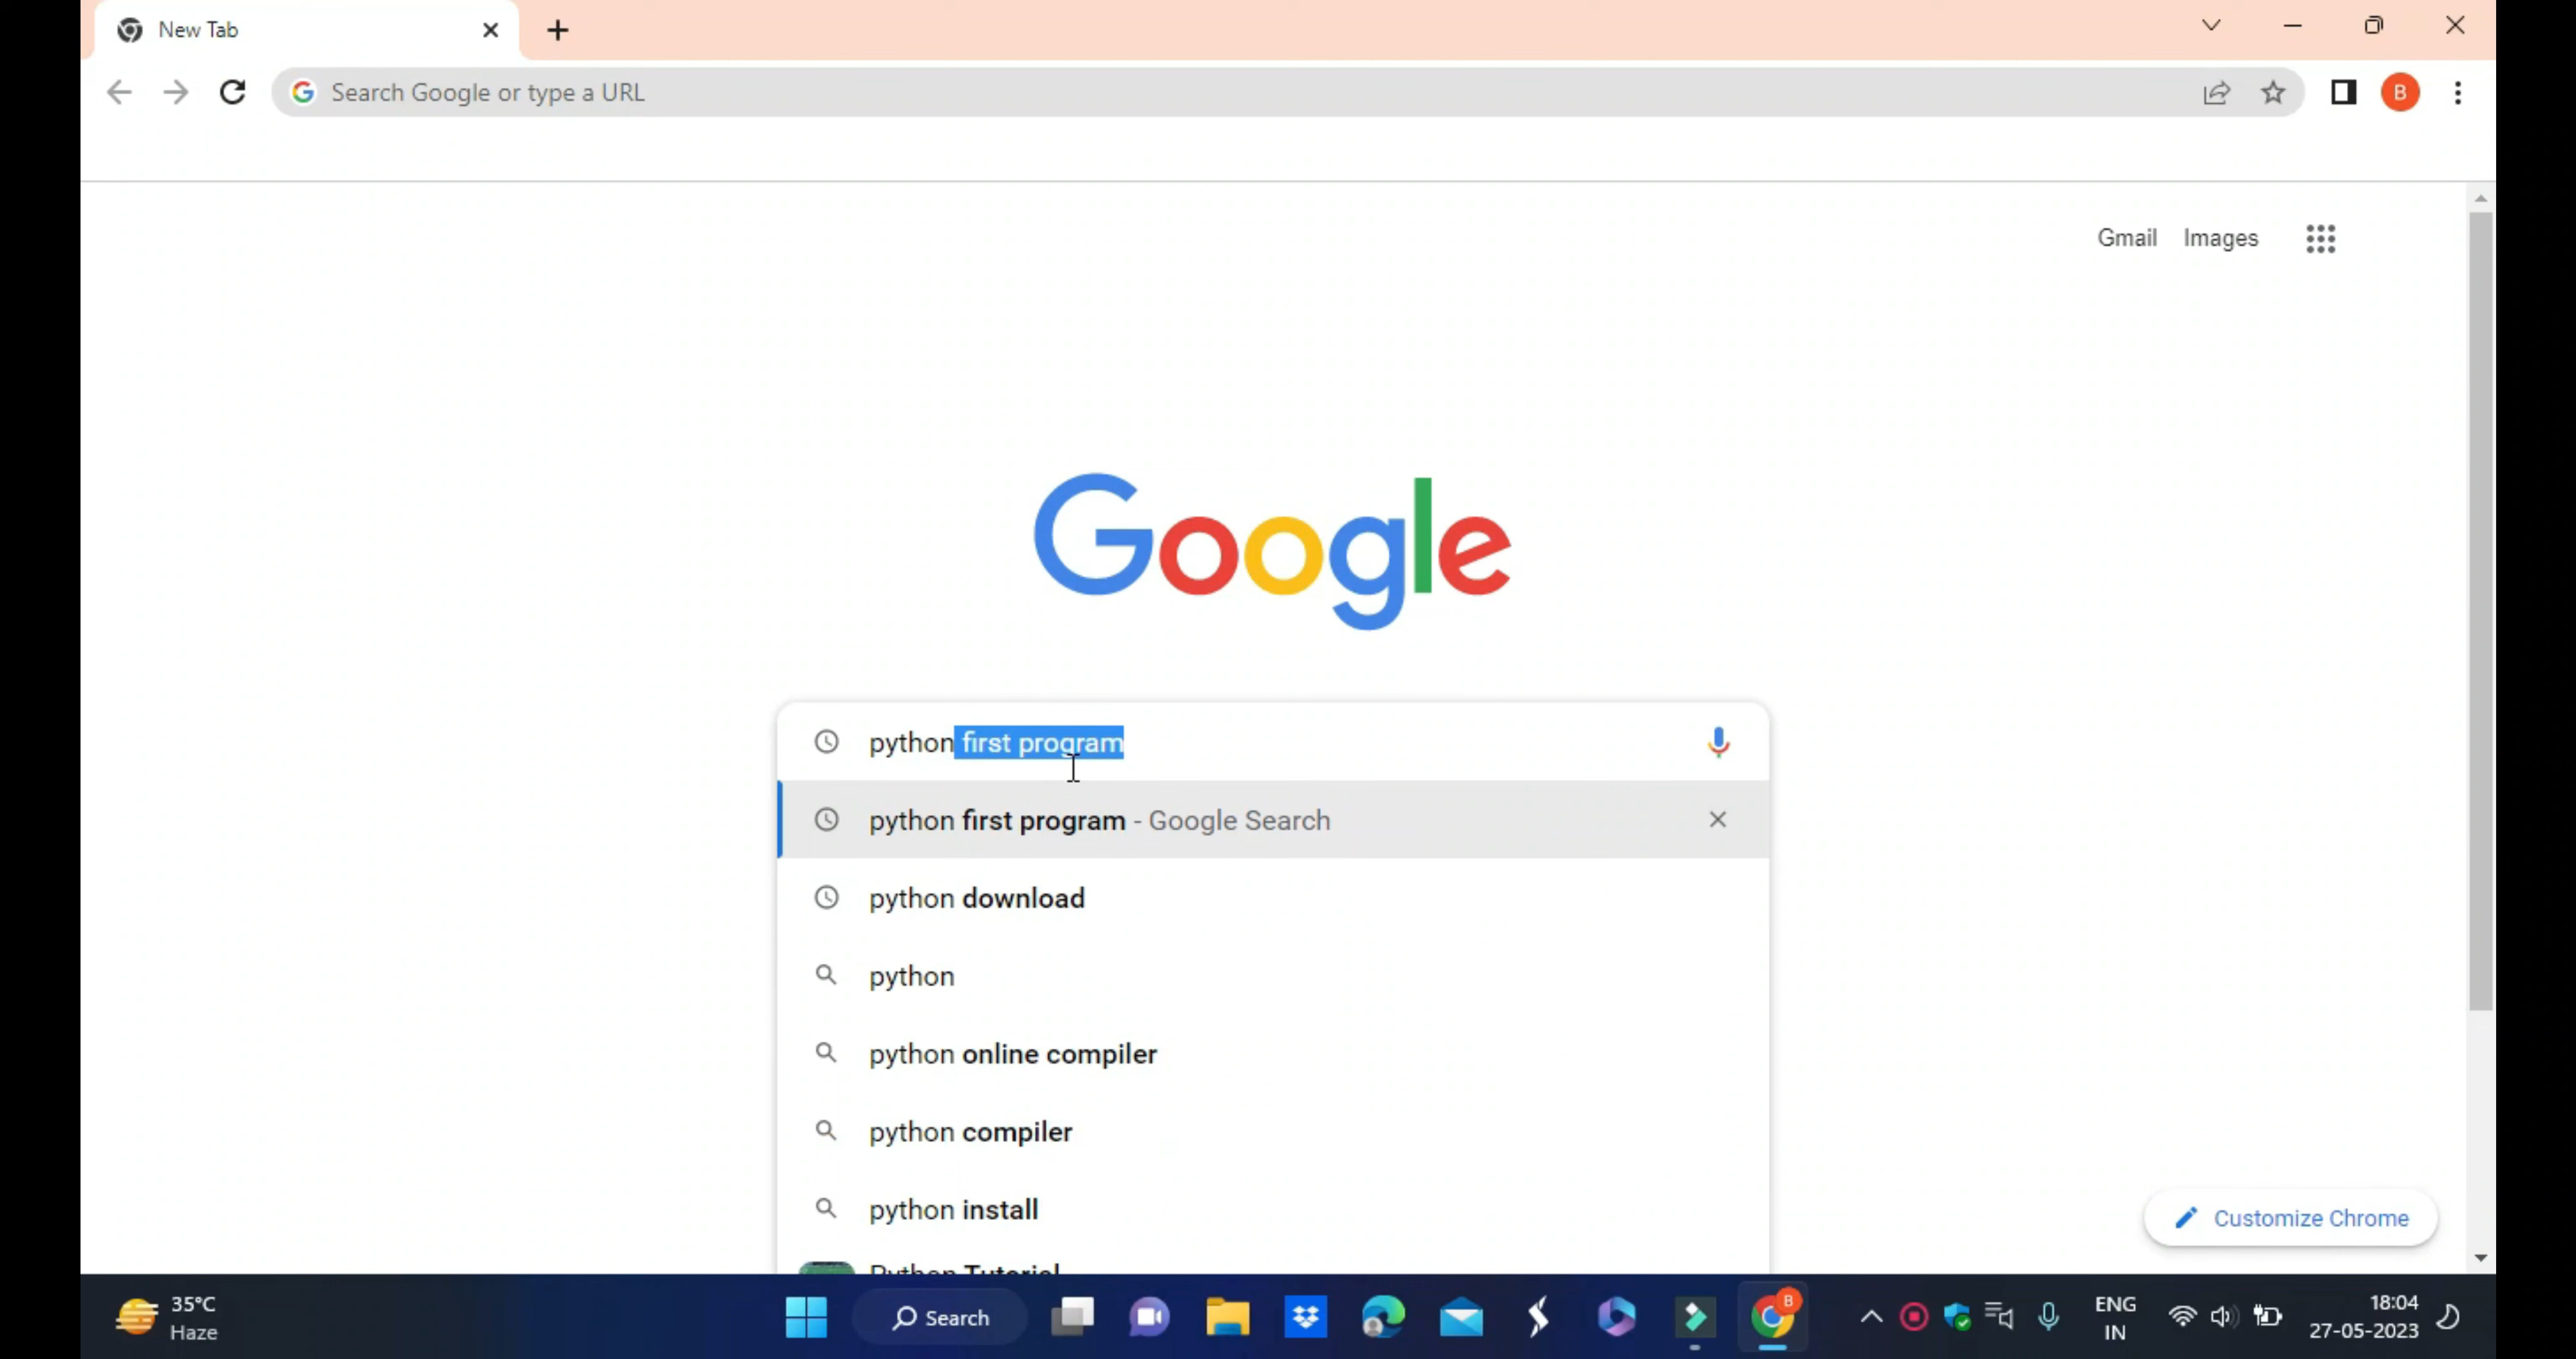 New Tab
Search Google or type a URL
B
Gmail Images
Google
python first program
python first program - Google Search
python download
python
python online compiler
python compiler
python install
Python Tutorial
Customize Chrome
35°C
Haze
Search
B
ENG
IN
18:04
27-05-2023